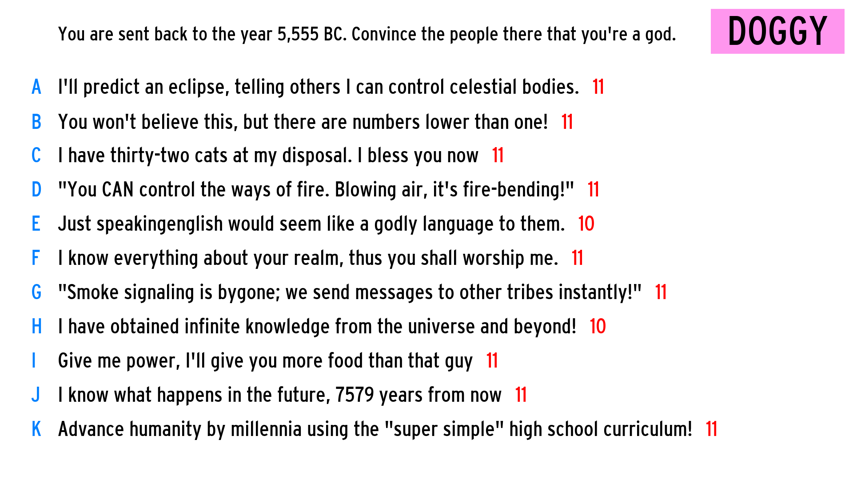 You are sent back to the year 5,555 BC. Convince the people there that you're a god.
DOGGY
A I'll predict an eclipse, telling others I can control celestial bodies. 11
B You won't believe this, but there are numbers lower than one! 11
C I have thirty-two cats at my disposal. I bless you now 11
D "You CAN control the ways of fire. Blowing air, it's fire-bending!" 11
E Just speakingenglish would seem like a godly language to them. 10
F I know everything about your realm, thus you shall worship me. 11
G "Smoke signaling is bygone; we send messages to other tribes instantly!" 11
H I have obtained infinite knowledge from the universe and beyond! 10
I Give me power, I'll give you more food than that guy 11
J I know what happens in the future, 7579 years from now 11
K Advance humanity by millennia using the "super simple" high school curriculum! 11